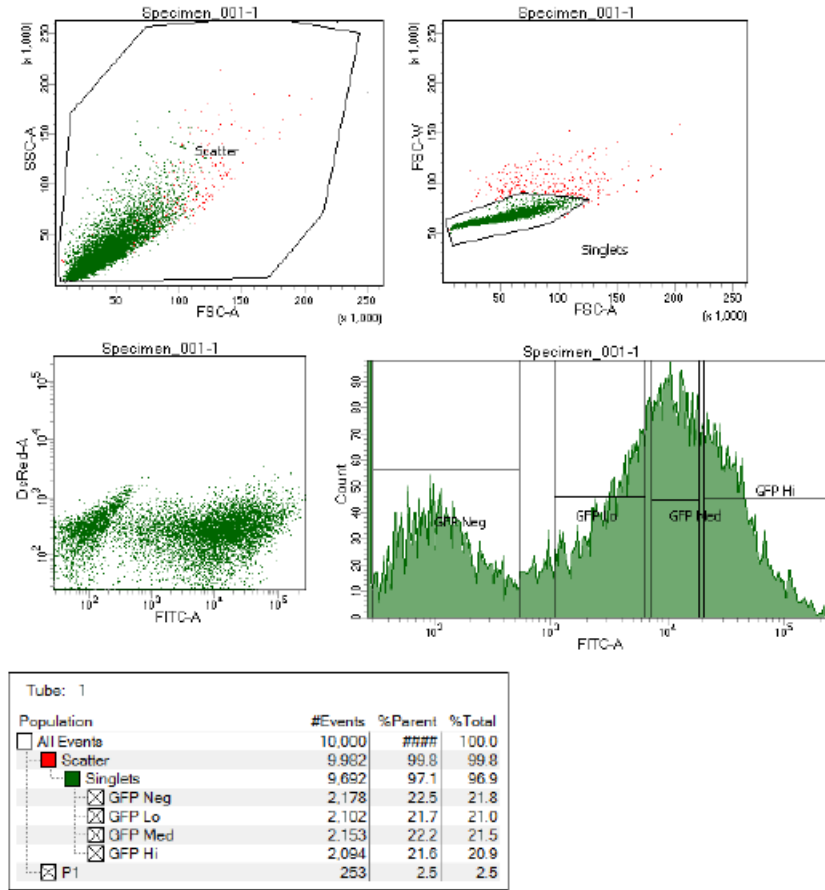 Specimen_001-1
(x 1,000)
250
200
150
100
50
SSC-A
Scatter
50 100 150 200 250
FSC-A
(x 1,000)
Specimen_001-1
(x 1,000)
250
200
150
100
50
FSC-W
Singlets
50 100 150 200 250
FSC-A
(x 1,000)
Specimen_001-1
10^5
10^4
10^3
10^2
DsRed-A
10^2 10^3 10^4 10^5
FITC-A
Specimen_001-1
90
80
70
60
50
40
30
20
10
0
Count
GFP Neg
GFP Lo
GFP Med
GFP Hi
10^2 10^3 10^4 10^5
FITC-A
Tube: 1
Population #Events %Parent %Total
All Events 10,000 #### 100.0
Scatter 9,982 99.8 99.8
Singlets 9,692 97.1 96.9
GFP Neg 2,178 22.5 21.8
GFP Lo 2,102 21.7 21.0
GFP Med 2,153 22.2 21.5
GFP Hi 2,094 21.6 20.9
P1 253 2.5 2.5